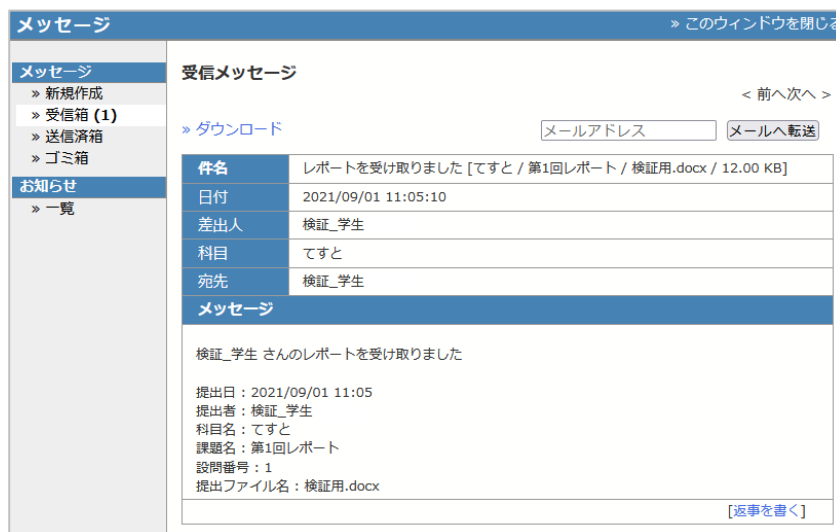 メッセージ
» このウィンドウを閉じる
メッセージ
» 新規作成
» 受信箱 (1)
» 送信済箱
» ゴミ箱
お知らせ
» 一覧
受信メッセージ
< 前へ次へ >
» ダウンロード
メールアドレス
メールへ転送
件名 レポートを受け取りました [てすと / 第1回レポート / 検証用.docx / 12.00 KB]
日付 2021/09/01 11:05:10
差出人 検証_学生
科目 てすと
宛先 検証_学生
メッセージ
検証_学生 さんのレポートを受け取りました
提出日：2021/09/01 11:05
提出者：検証_学生
科目名：てすと
課題名：第1回レポート
設問番号：1
提出ファイル名：検証用.docx
[返事を書く]